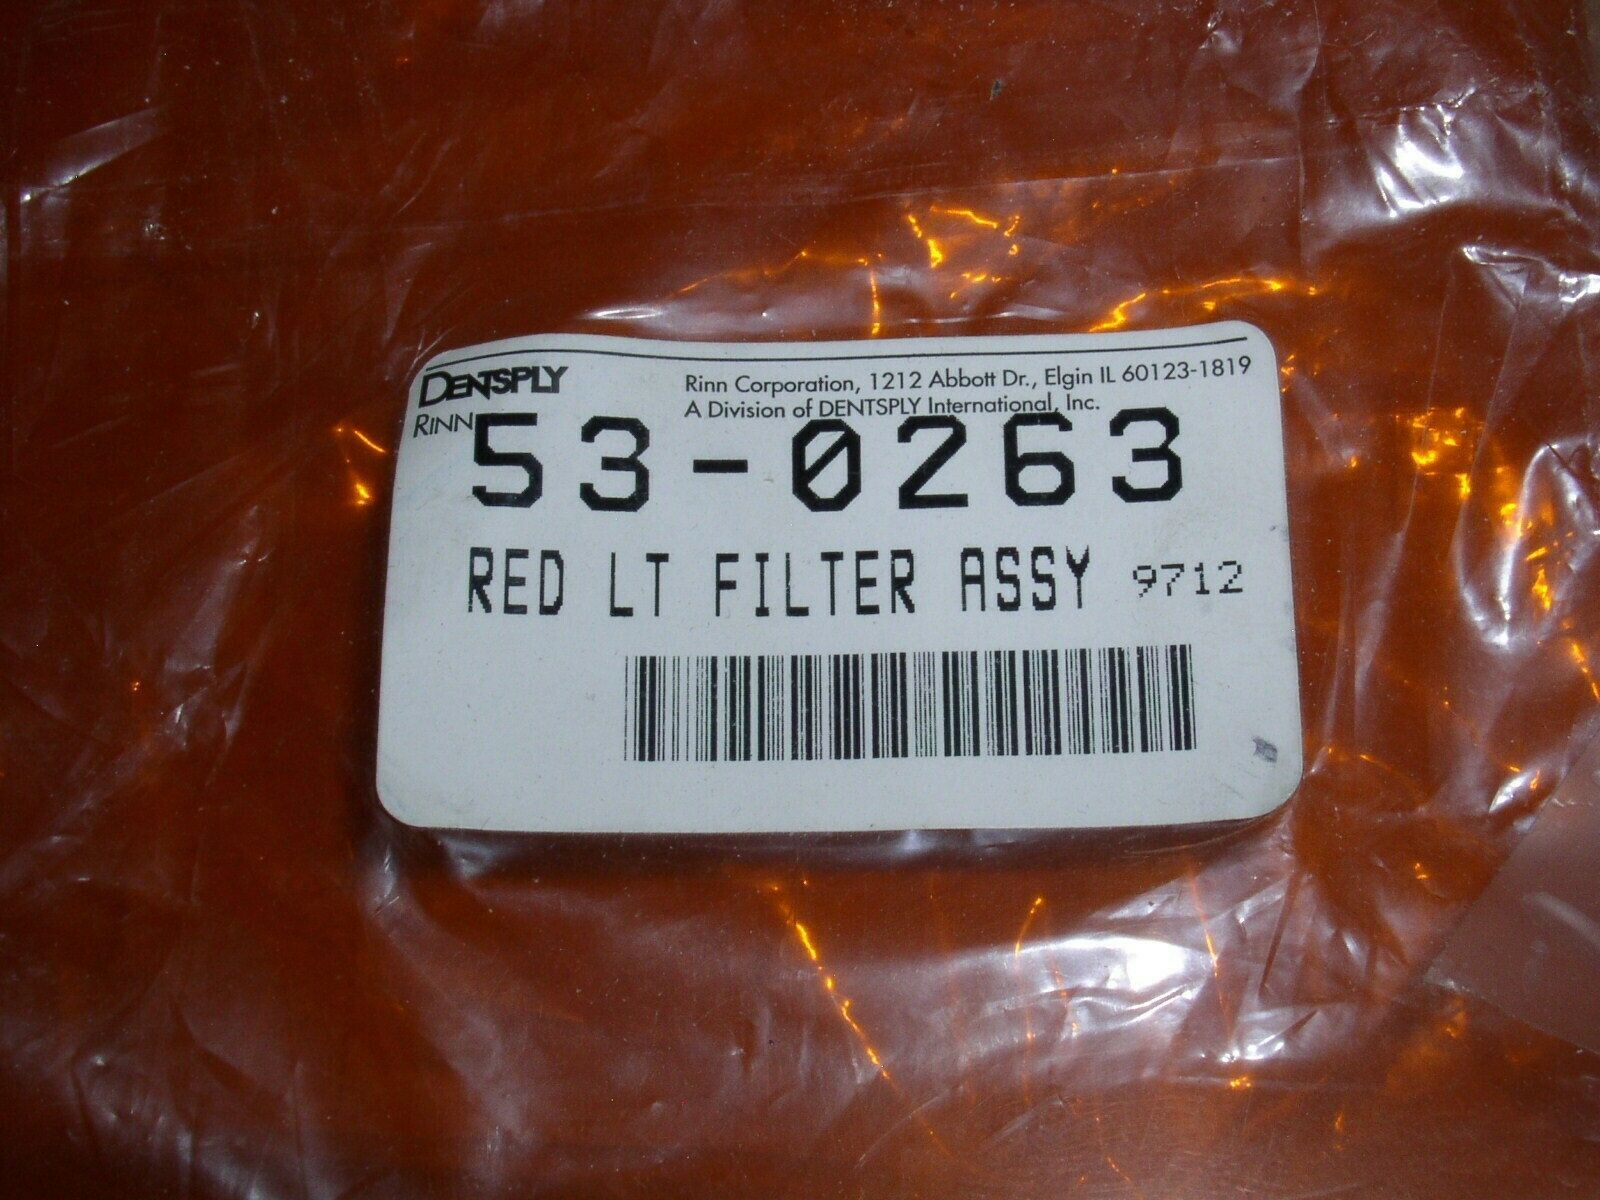 DENTSPLY
RINN
Rinn Corporation, 1212 Abbott Dr., Elgin IL 60123-1819
A Division of DENTSPLY International, Inc.
53-0263
RED LT FILTER ASSY 9712